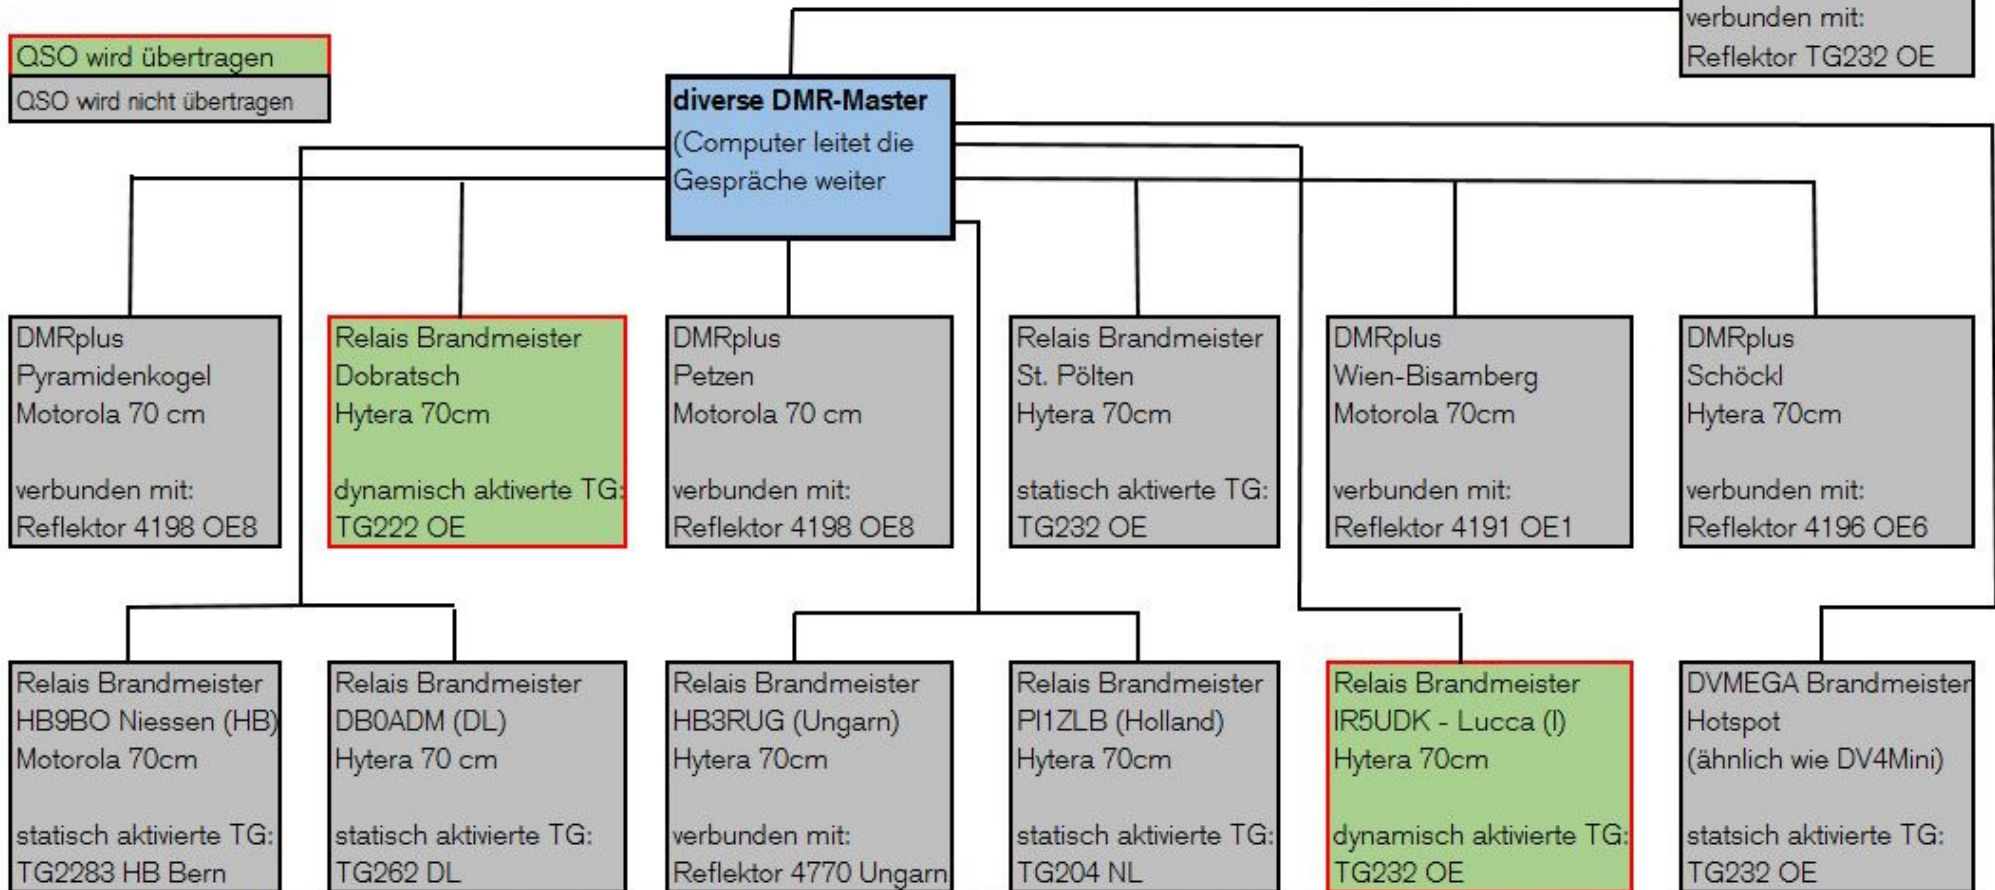 verbunden mit:
Reflektor TG232 OE
QSO wird übertragen
QSO wird nicht übertragen
diverse DMR-Master
(Computer leitet die
Gespräche weiter
DMRplus
Pyramidenkogel
Motorola 70 cm
verbunden mit:
Reflektor 4198 OE8
Relais Brandmeister
Dobratsch
Hytera 70cm
dynamisch aktiverte TG:
TG222 OE
DMRplus
Petzen
Motorola 70 cm
verbunden mit:
Reflektor 4198 OE8
Relais Brandmeister
St. Pölten
Hytera 70cm
statisch aktiverte TG:
TG232 OE
DMRplus
Wien-Bisamberg
Motorola 70cm
verbunden mit:
Reflektor 4191 OE1
DMRplus
Schöckl
Hytera 70cm
verbunden mit:
Reflektor 4196 OE6
Relais Brandmeister
HB9BO Niessen (HB)
Motorola 70cm
statisch aktivierte TG:
TG2283 HB Bern
Relais Brandmeister
DB0ADM (DL)
Hytera 70 cm
statisch aktivierte TG:
TG262 DL
Relais Brandmeister
HB3RUG (Ungarn)
Hytera 70cm
verbunden mit:
Reflektor 4770 Ungarn
Relais Brandmeister
PI1ZLB (Holland)
Hytera 70cm
statisch aktivierte TG:
TG204 NL
Relais Brandmeister
IR5UDK - Lucca (I)
Hytera 70cm
dynamisch aktivierte TG:
TG232 OE
DVMEGA Brandmeister
Hotspot
(ähnlich wie DV4Mini)
statsich aktivierte TG:
TG232 OE